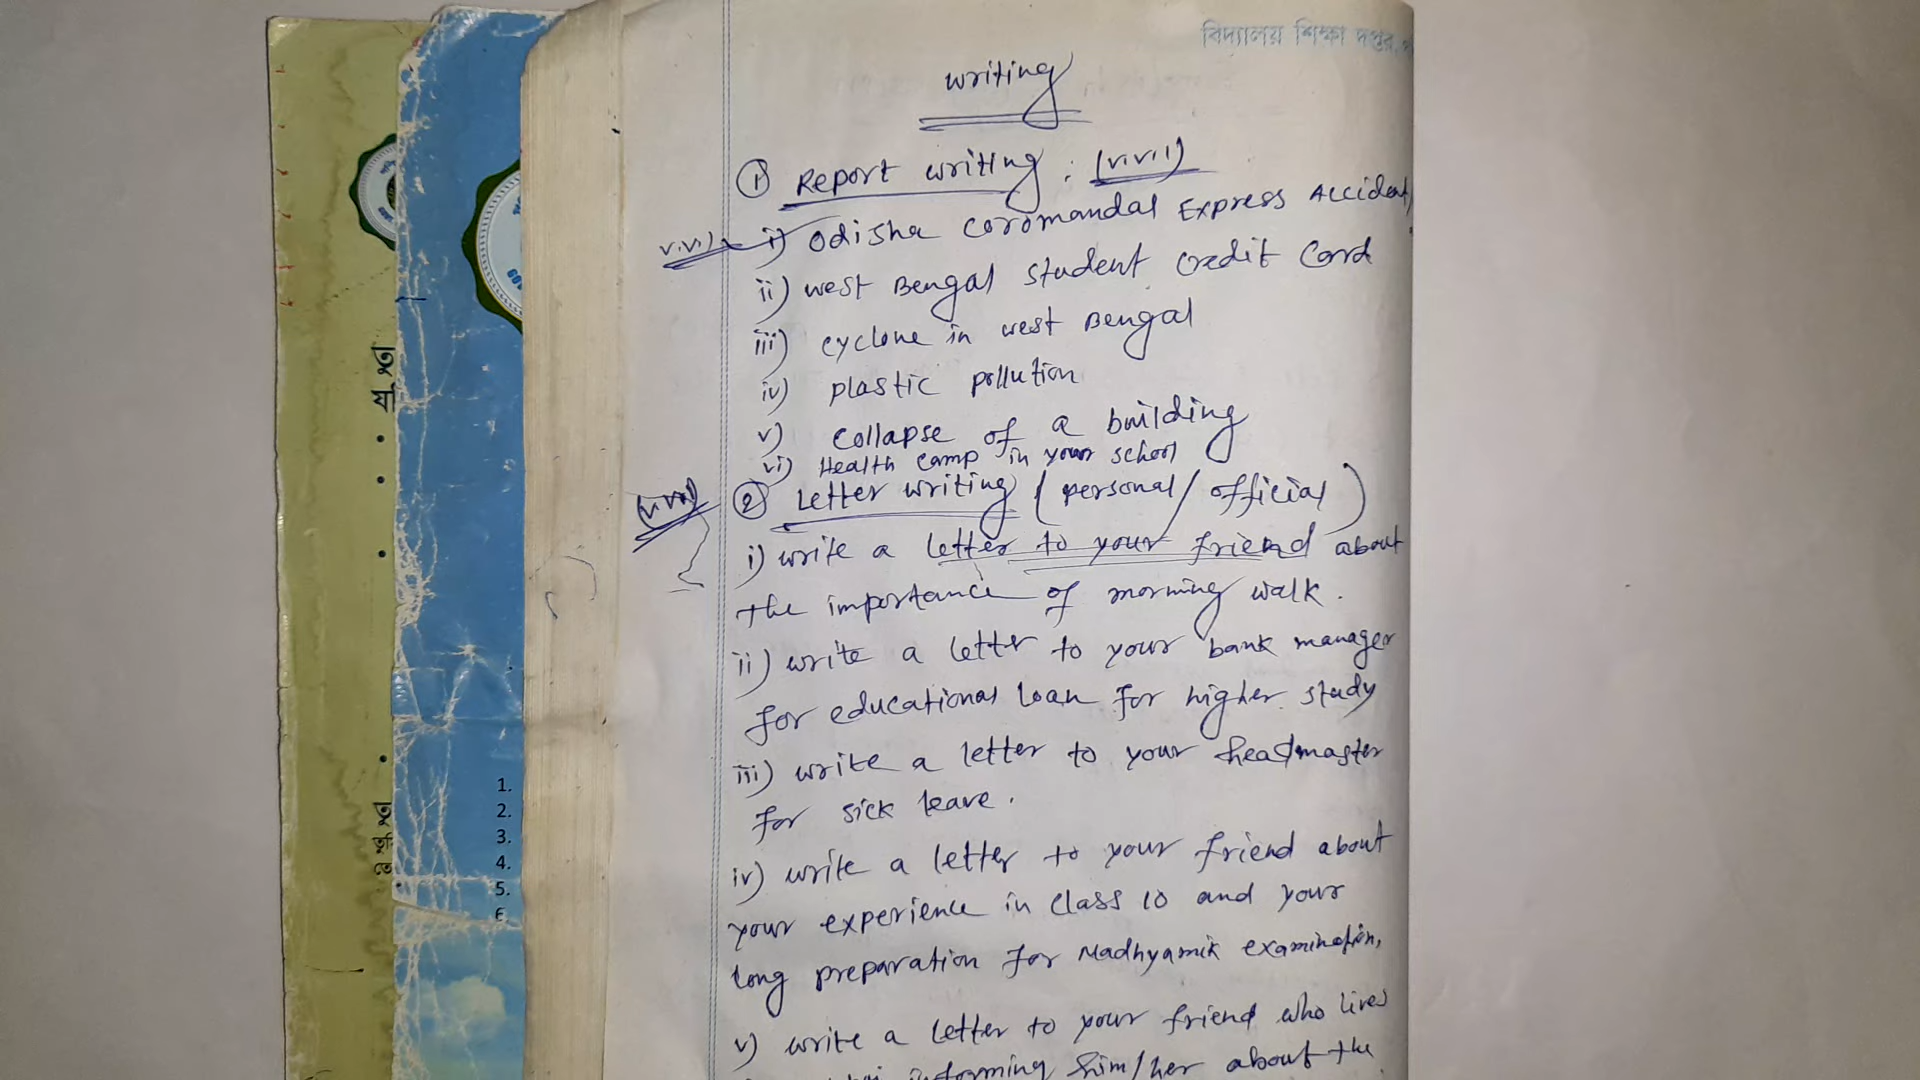 বিদ্যালয় শিক্ষা দপ্তর,
writing
① Report writing : (v.v.i)
v.v.i i) Odisha Coromandal Express Accident
ii) West Bengal student credit Card
iii) cyclone in west Bengal
iv) plastic pollution
v) collapse of a building
vi) Health camp in your school
(v.v.i) ② Letter writing (personal/official)
i) write a letter to your friend about
the importance of morning walk.
ii) write a letter to your bank manager
for educational loan for higher study
iii) write a letter to your headmaster
for sick leave.
iv) write a letter to your friend about
your experience in class 10 and your
long preparation for Madhyamik examination,
v) write a letter to your friend who lives
informing him/her about the
1.
2.
3.
4.
5.